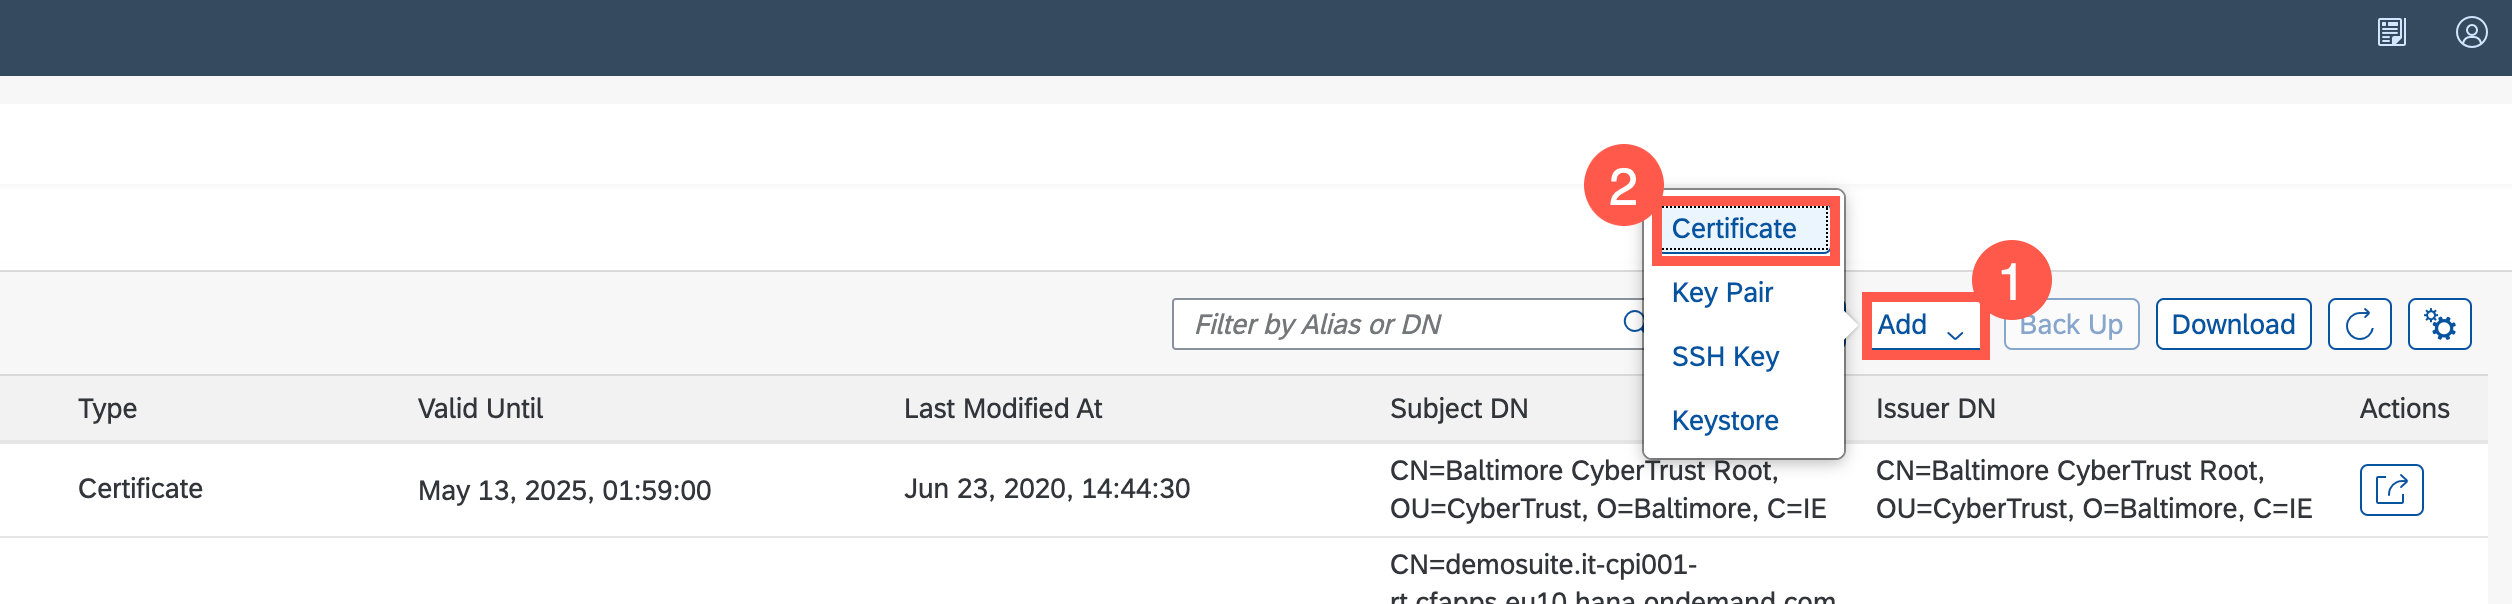 2
Certificate
Key Pair
SSH Key
Keystore
1
Filter by Alias or DN
Add
Back Up
Download
Type
Valid Until
Last Modified At
Subject DN
Issuer DN
Actions
Certificate
May 13, 2025, 01:59:00
Jun 23, 2020, 14:44:30
CN=Baltimore CyberTrust Root,
OU=CyberTrust, O=Baltimore, C=IE
CN=Baltimore CyberTrust Root,
OU=CyberTrust, O=Baltimore, C=IE
CN=demosuite.it-cpi001-
rt.cfapps.eu10.hana.ondemand.com